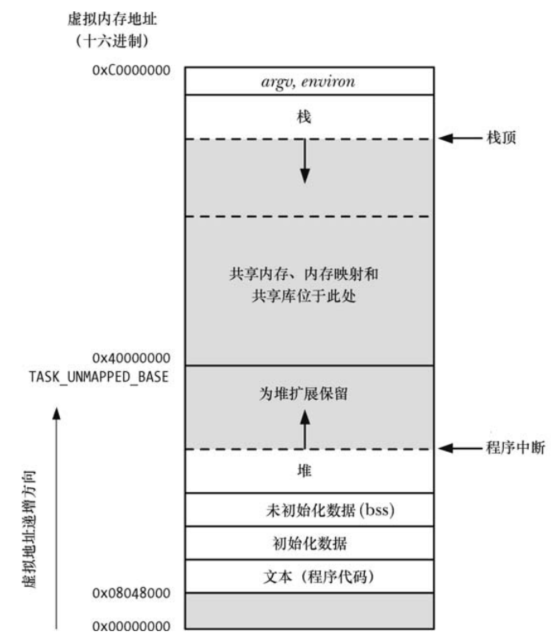 虚拟内存地址
（十六进制）
0xC0000000
argv, environ
栈
栈顶
共享内存、内存映射和
共享库位于此处
0x40000000
TASK_UNMAPPED_BASE
为堆扩展保留
程序中断
堆
未初始化数据(bss)
初始化数据
文本（程序代码）
0x08048000
0x00000000
虚拟地址递增方向